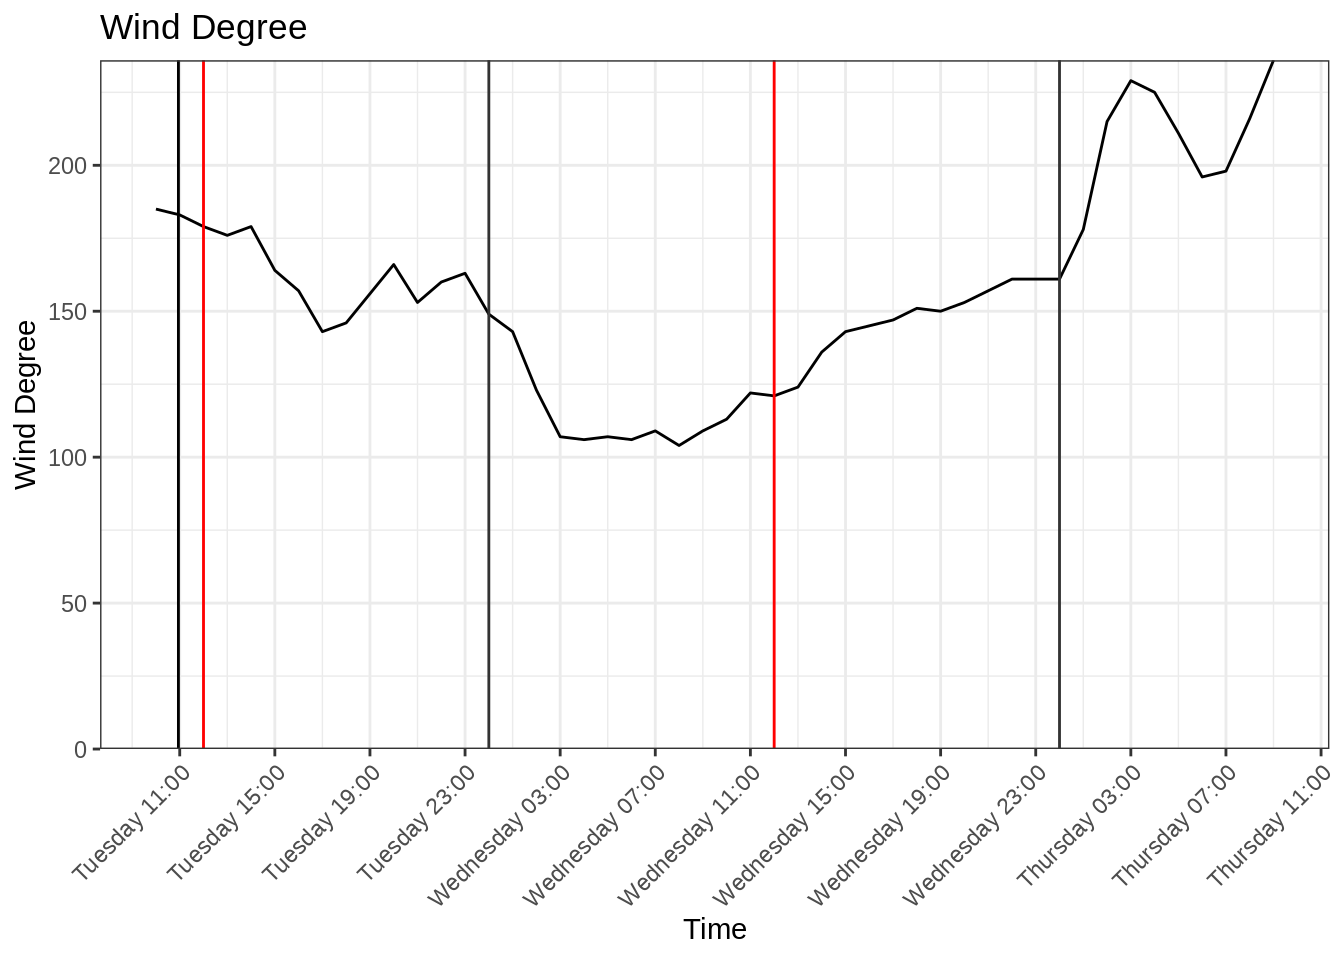 Wind Degree
Wind Degree
200
150
100
50
0
Tuesday 11:00
Tuesday 15:00
Tuesday 19:00
Tuesday 23:00
Wednesday 03:00
Wednesday 07:00
Wednesday 11:00
Wednesday 15:00
Wednesday 19:00
Wednesday 23:00
Thursday 03:00
Thursday 07:00
Thursday 11:00
Time